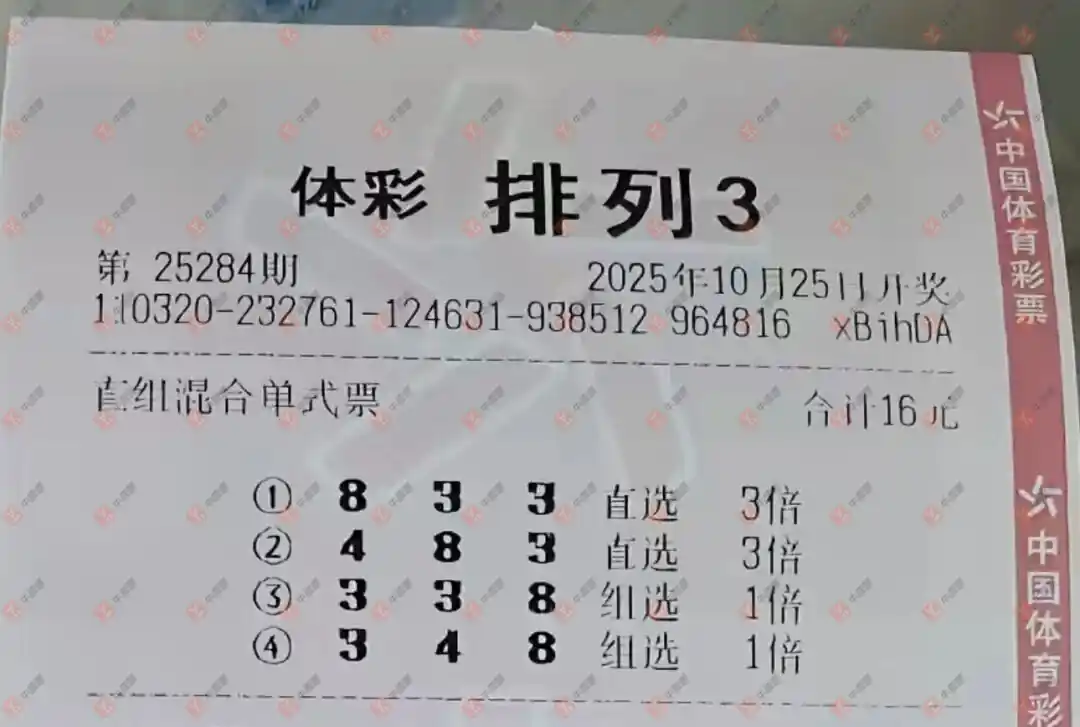 体彩 排列3
第 25284期 2025年10月25日开奖
110320-232761-124631-938512 964816 xBihDA
直组混合单式票 合计16元
① 8 3 3 直选 3倍
② 4 8 3 直选 3倍
③ 3 3 8 组选 1倍
④ 3 4 8 组选 1倍
中国体育彩票
中国体育彩